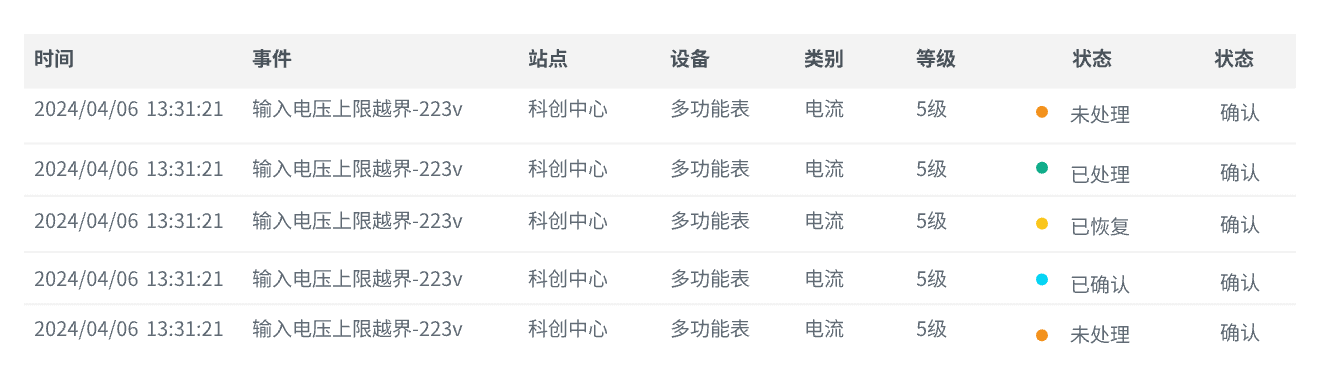 时间 事件 站点 设备 类别 等级 状态 状态
2024/04/06 13:31:21 输入电压上限越界-223v 科创中心 多功能表 电流 5级 未处理 确认
2024/04/06 13:31:21 输入电压上限越界-223v 科创中心 多功能表 电流 5级 已处理 确认
2024/04/06 13:31:21 输入电压上限越界-223v 科创中心 多功能表 电流 5级 已恢复 确认
2024/04/06 13:31:21 输入电压上限越界-223v 科创中心 多功能表 电流 5级 已确认 确认
2024/04/06 13:31:21 输入电压上限越界-223v 科创中心 多功能表 电流 5级 未处理 确认